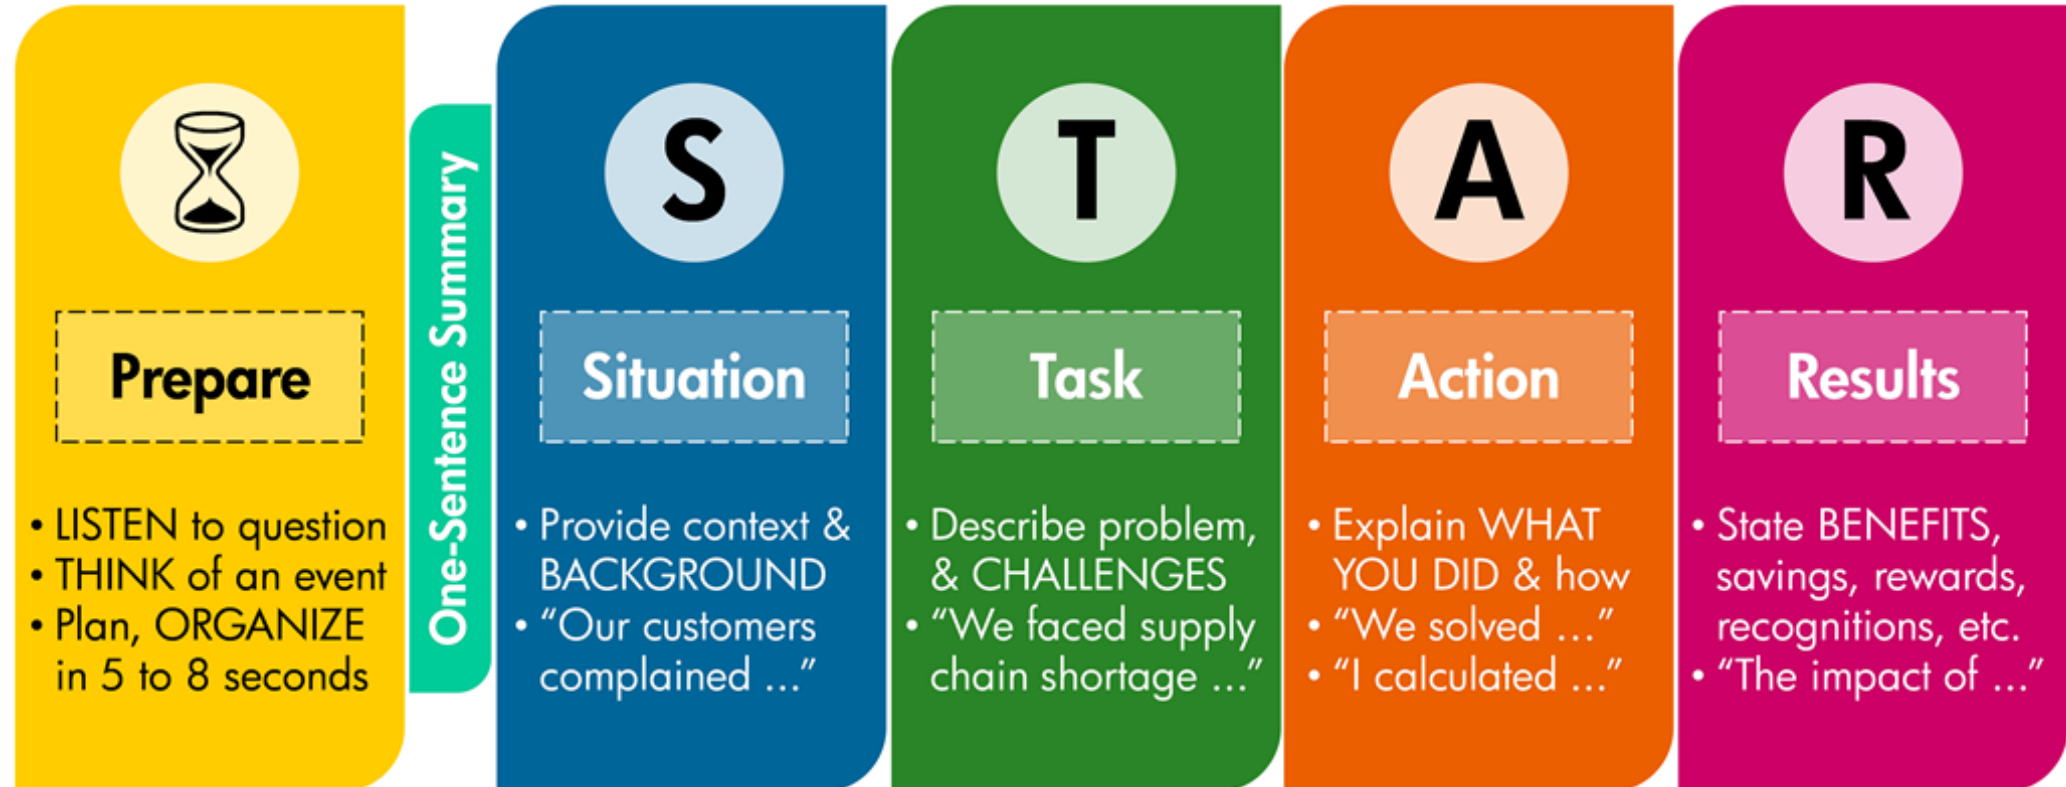 Prepare
• LISTEN to question
• THINK of an event
• Plan, ORGANIZE
in 5 to 8 seconds
One-Sentence Summary
S
Situation
• Provide context &
BACKGROUND
• “Our customers
complained ...”
T
Task
• Describe problem,
& CHALLENGES
• “We faced supply
chain shortage ...”
A
Action
• Explain WHAT
YOU DID & how
• “We solved ...”
• “I calculated ...”
R
Results
• State BENEFITS,
savings, rewards,
recognitions, etc.
• “The impact of ...”